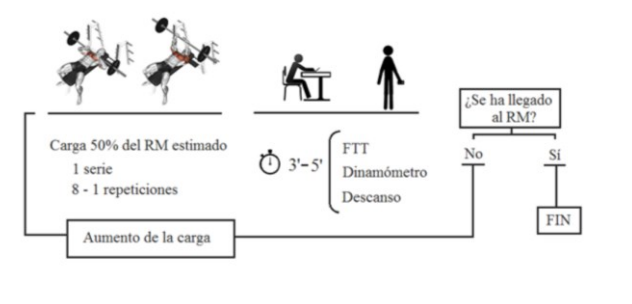 ¿Se ha llegado
al RM?
Carga 50% del RM estimado
1 serie
8 - 1 repeticiones
3'-5'
FTT
Dinamómetro
Descanso
No
Sí
FIN
Aumento de la carga